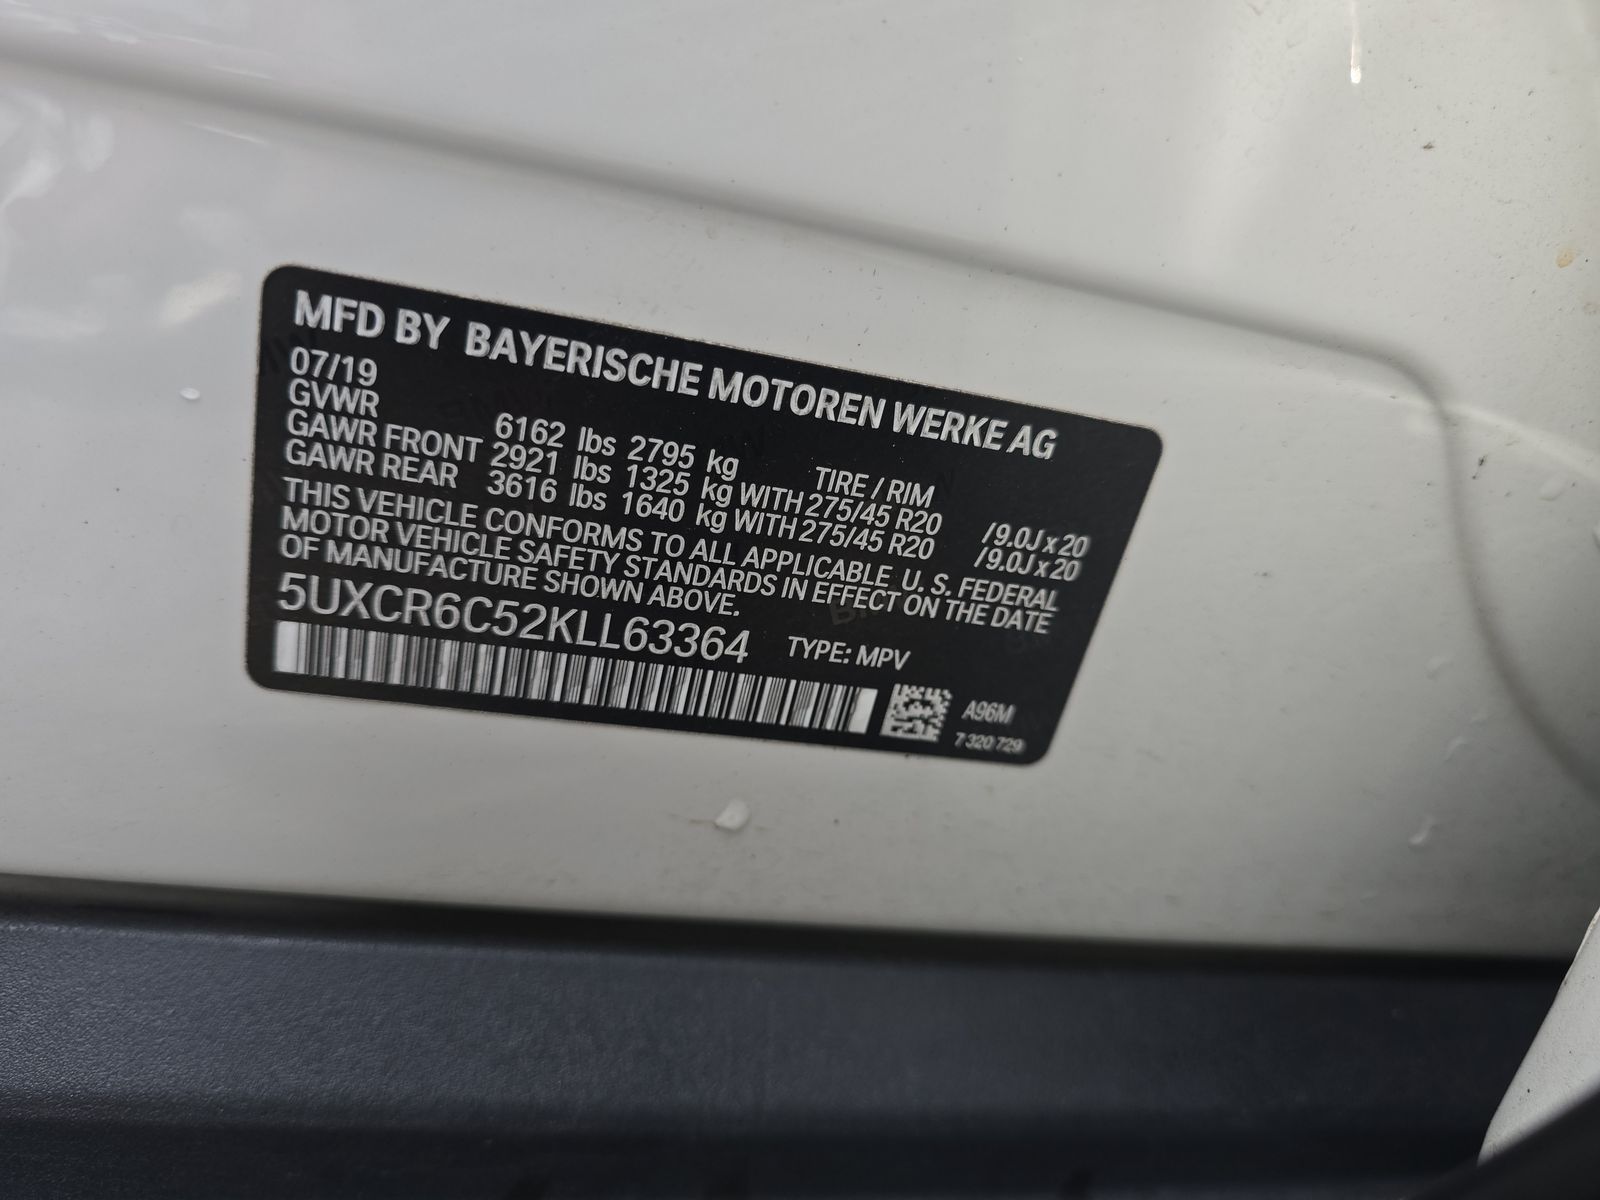 MFD BY BAYERISCHE MOTOREN WERKE AG
07/19
GVWR 6162 lbs 2795 kg TIRE / RIM
GAWR FRONT 2921 lbs 1325 kg WITH 275/45 R20 /9.0J x 20
GAWR REAR 3616 lbs 1640 kg WITH 275/45 R20 /9.0J x 20
THIS VEHICLE CONFORMS TO ALL APPLICABLE U. S. FEDERAL
MOTOR VEHICLE SAFETY STANDARDS IN EFFECT ON THE DATE
OF MANUFACTURE SHOWN ABOVE.
5UXCR6C52KLL63364 TYPE: MPV
A96M
7 320 729